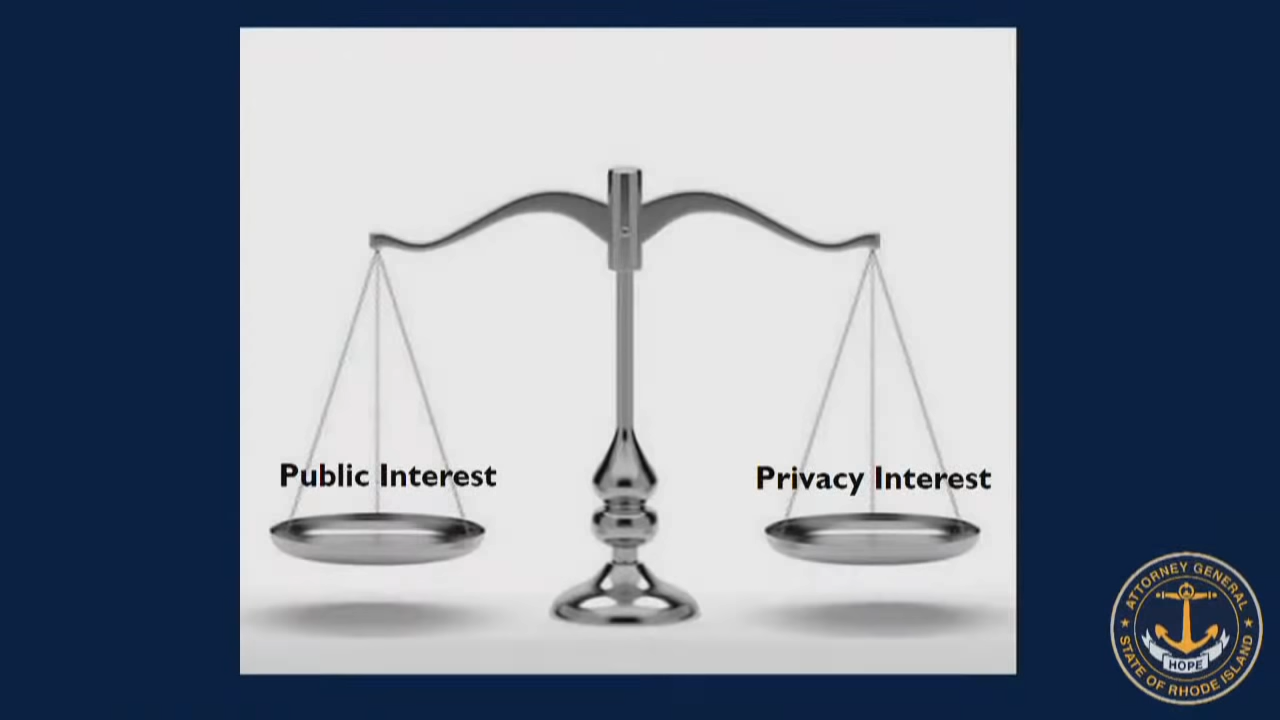 Public Interest
Privacy Interest
ATTORNEY GENERAL
HOPE
STATE OF RHODE ISLAND